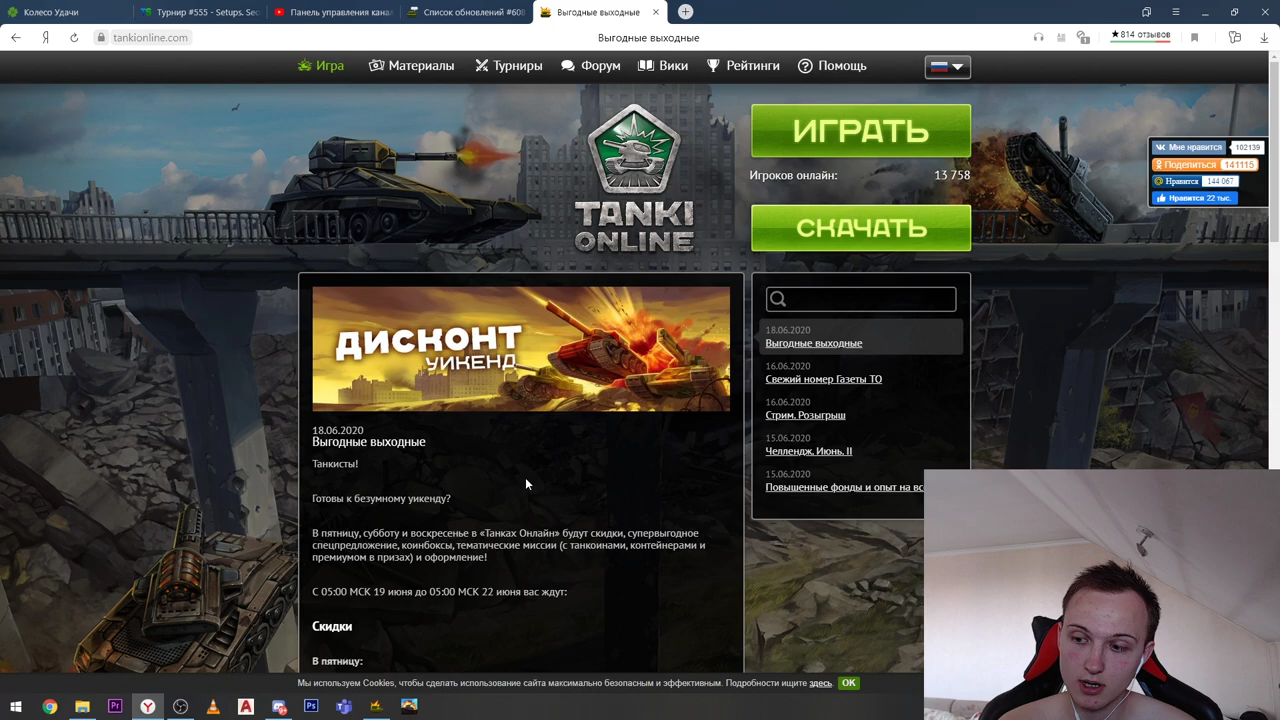 Колесо Удачи
Турнир #555 - Setups. Sec
Панель управления кана
Список обновлений #608
Выгодные выходные
tankionline.com
Выгодные выходные
★814 отзывов
Игра
Материалы
Турниры
Форум
Вики
Рейтинги
Помощь
TANKI
ONLINE
ИГРАТЬ
Игроков онлайн: 13 758
СКАЧАТЬ
Мне нравится 102139
Поделиться 141115
Нравится 144 067
Нравится 22 тыс.
ДИСКОНТ
УИКЕНД
18.06.2020
Выгодные выходные
Танкисты!
Готовы к безумному уикенду?
В пятницу, субботу и воскресенье в «Танках Онлайн» будут скидки, супервыгодное
спецпредложение, коинбоксы, тематические миссии (с танкоинами, контейнерами и
премиумом в призах) и оформление!
С 05:00 МСК 19 июня до 05:00 МСК 22 июня вас ждут:
Скидки
В пятницу:
18.06.2020
Выгодные выходные
16.06.2020
Свежий номер Газеты ТО
16.06.2020
Стрим. Розыгрыш
15.06.2020
Челлендж. Июнь. II
15.06.2020
Повышенные фонды и опыт на вс
Мы используем Cookies, чтобы сделать использование сайта максимально безопасным и эффективным. Подробности ищите здесь. OK